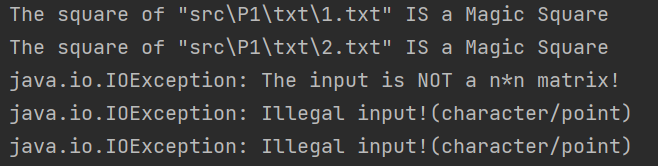 The square of "src\P1\txt\1.txt" IS a Magic Square
The square of "src\P1\txt\2.txt" IS a Magic Square
java.io.IOException: The input is NOT a n*n matrix!
java.io.IOException: Illegal input!(character/point)
java.io.IOException: Illegal input!(character/point)